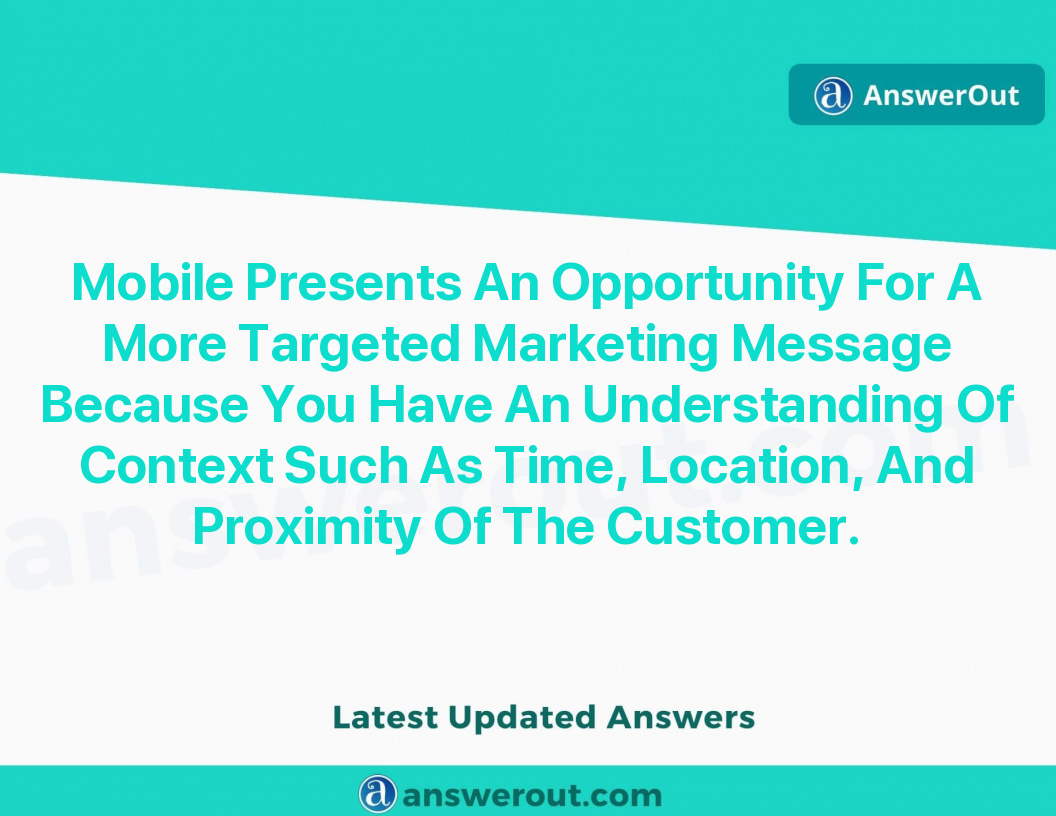 AnswerOut
Mobile Presents An Opportunity For A
More Targeted Marketing Message
Because You Have An Understanding Of
Context Such As Time, Location, And
Proximity Of The Customer.
answerout.com
Latest Updated Answers
answerout.com